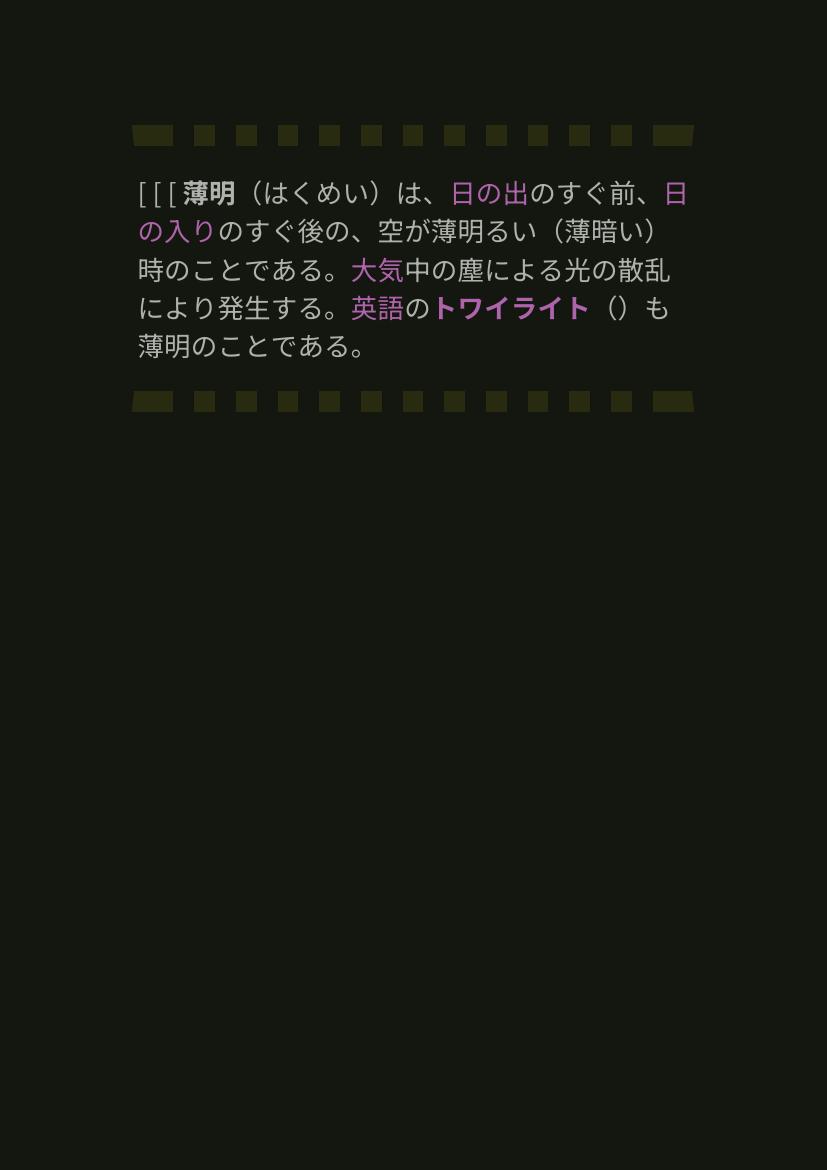 [ [ [ 薄明（はくめい）は、日の出のすぐ前、日
の入りのすぐ後の、空が薄明るい（薄暗い）
時のことである。大気中の塵による光の散乱
により発生する。英語のトワイライト（）も
薄明のことである。